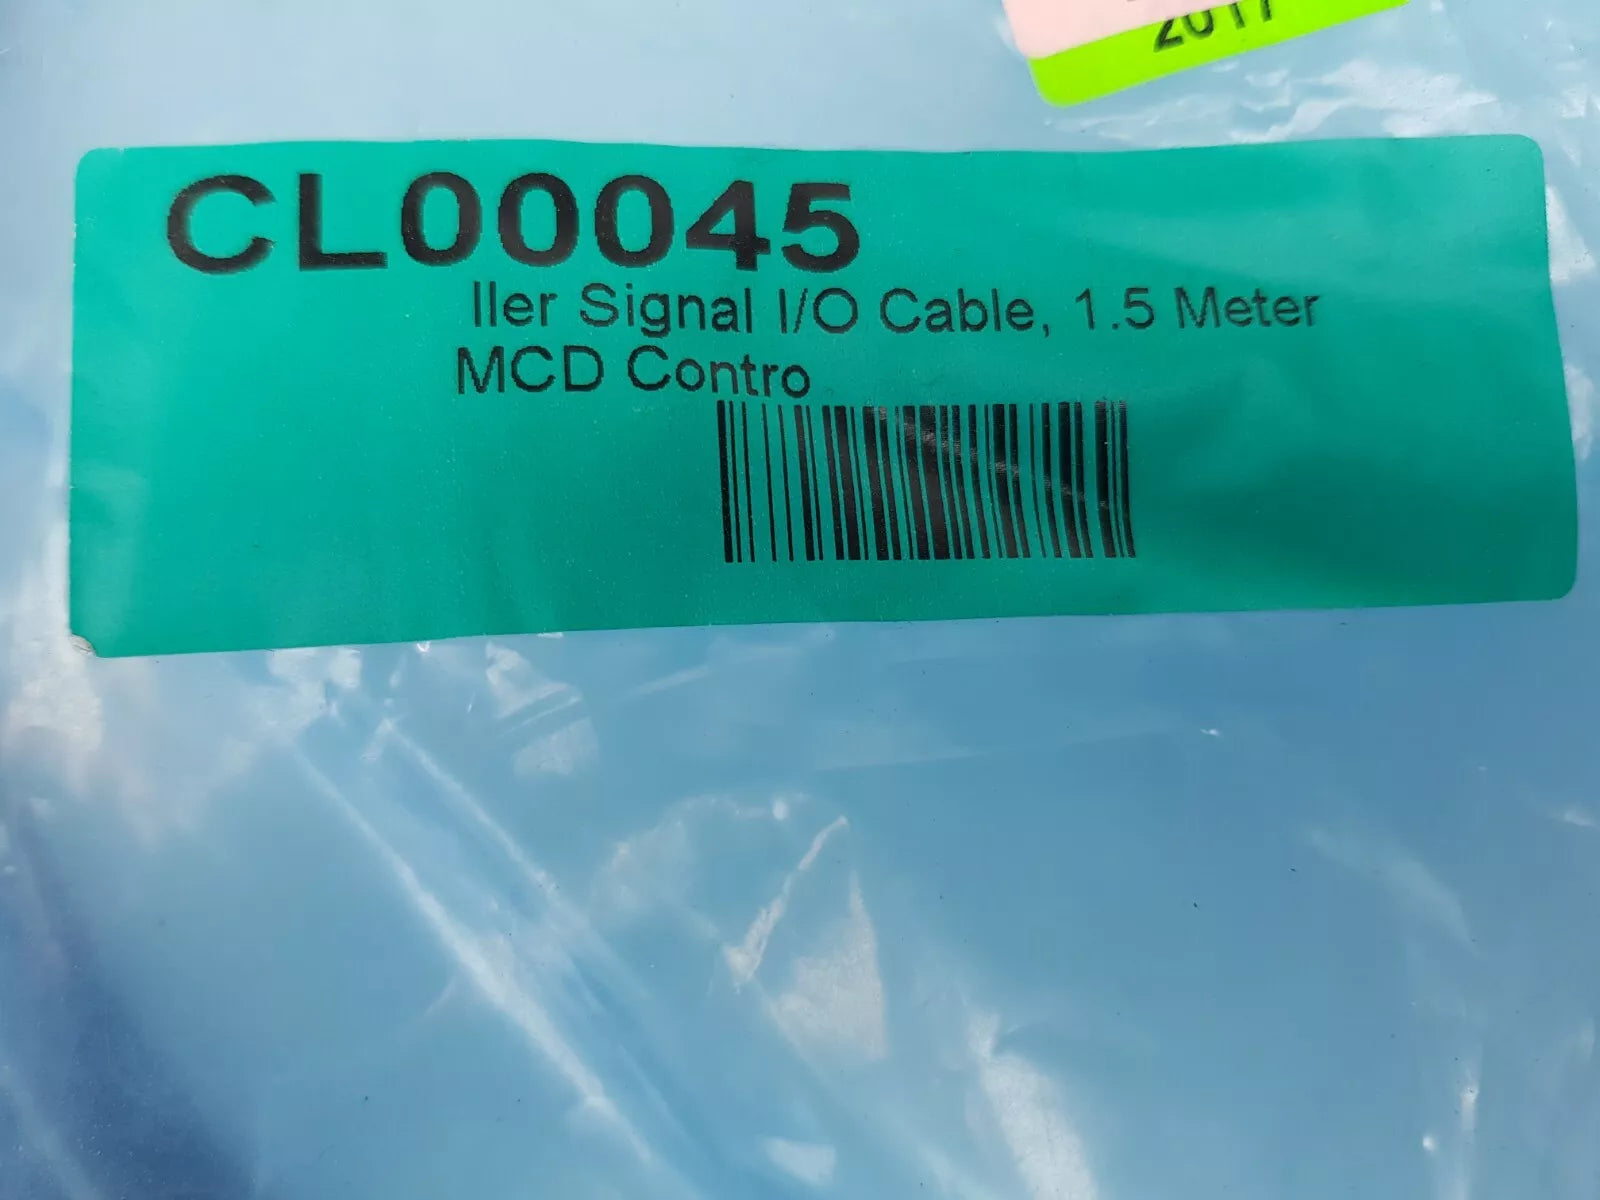 2017
CL00045
ller Signal I/O Cable, 1.5 Meter
MCD Contro